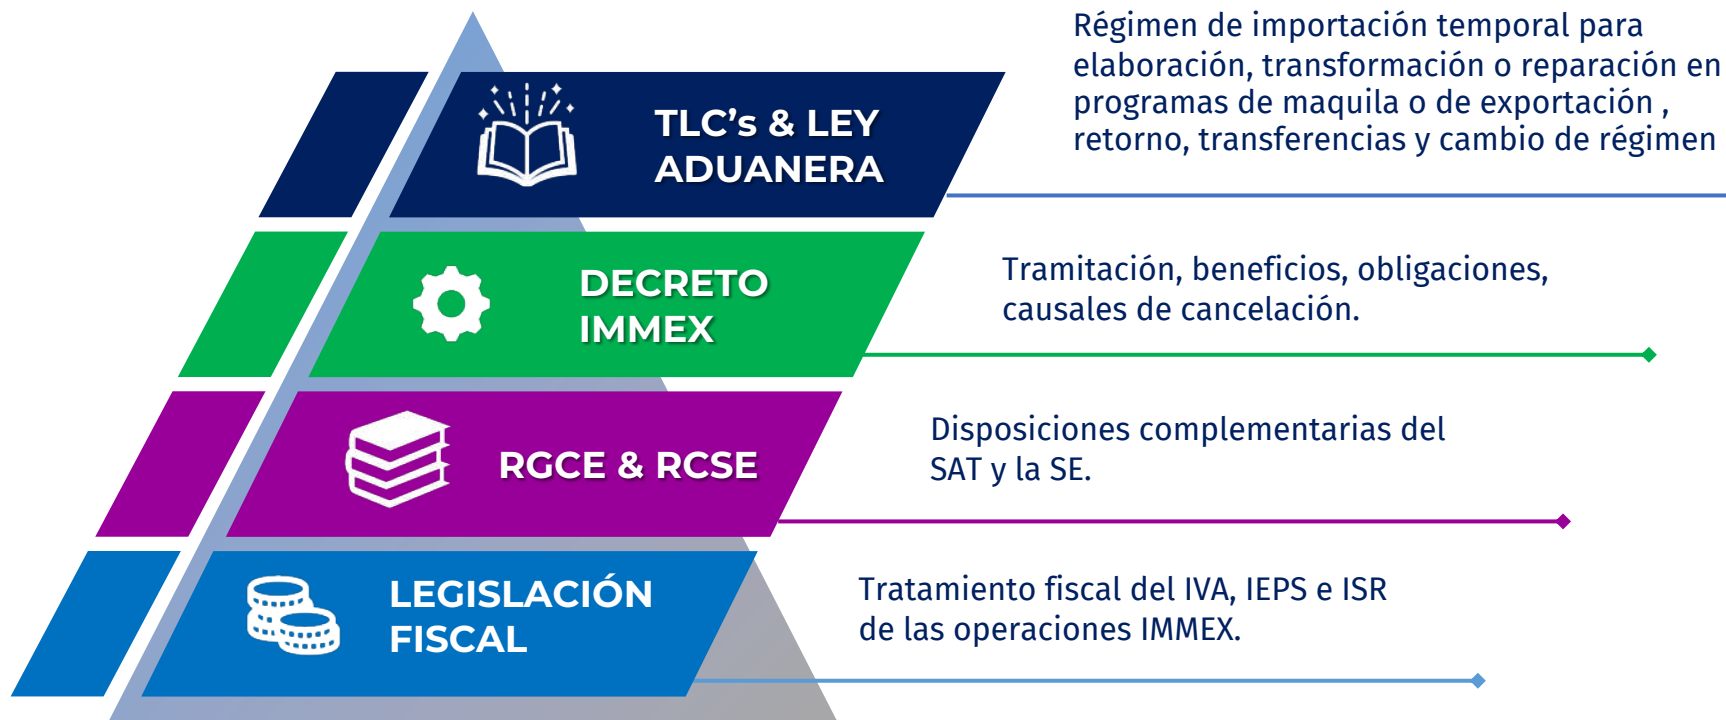 TLC’s & LEY
ADUANERA
Régimen de importación temporal para
elaboración, transformación o reparación en
programas de maquila o de exportación ,
retorno, transferencias y cambio de régimen
DECRETO
IMMEX
Tramitación, beneficios, obligaciones,
causales de cancelación.
RGCE & RCSE
Disposiciones complementarias del
SAT y la SE.
LEGISLACIÓN
FISCAL
Tratamiento fiscal del IVA, IEPS e ISR
de las operaciones IMMEX.